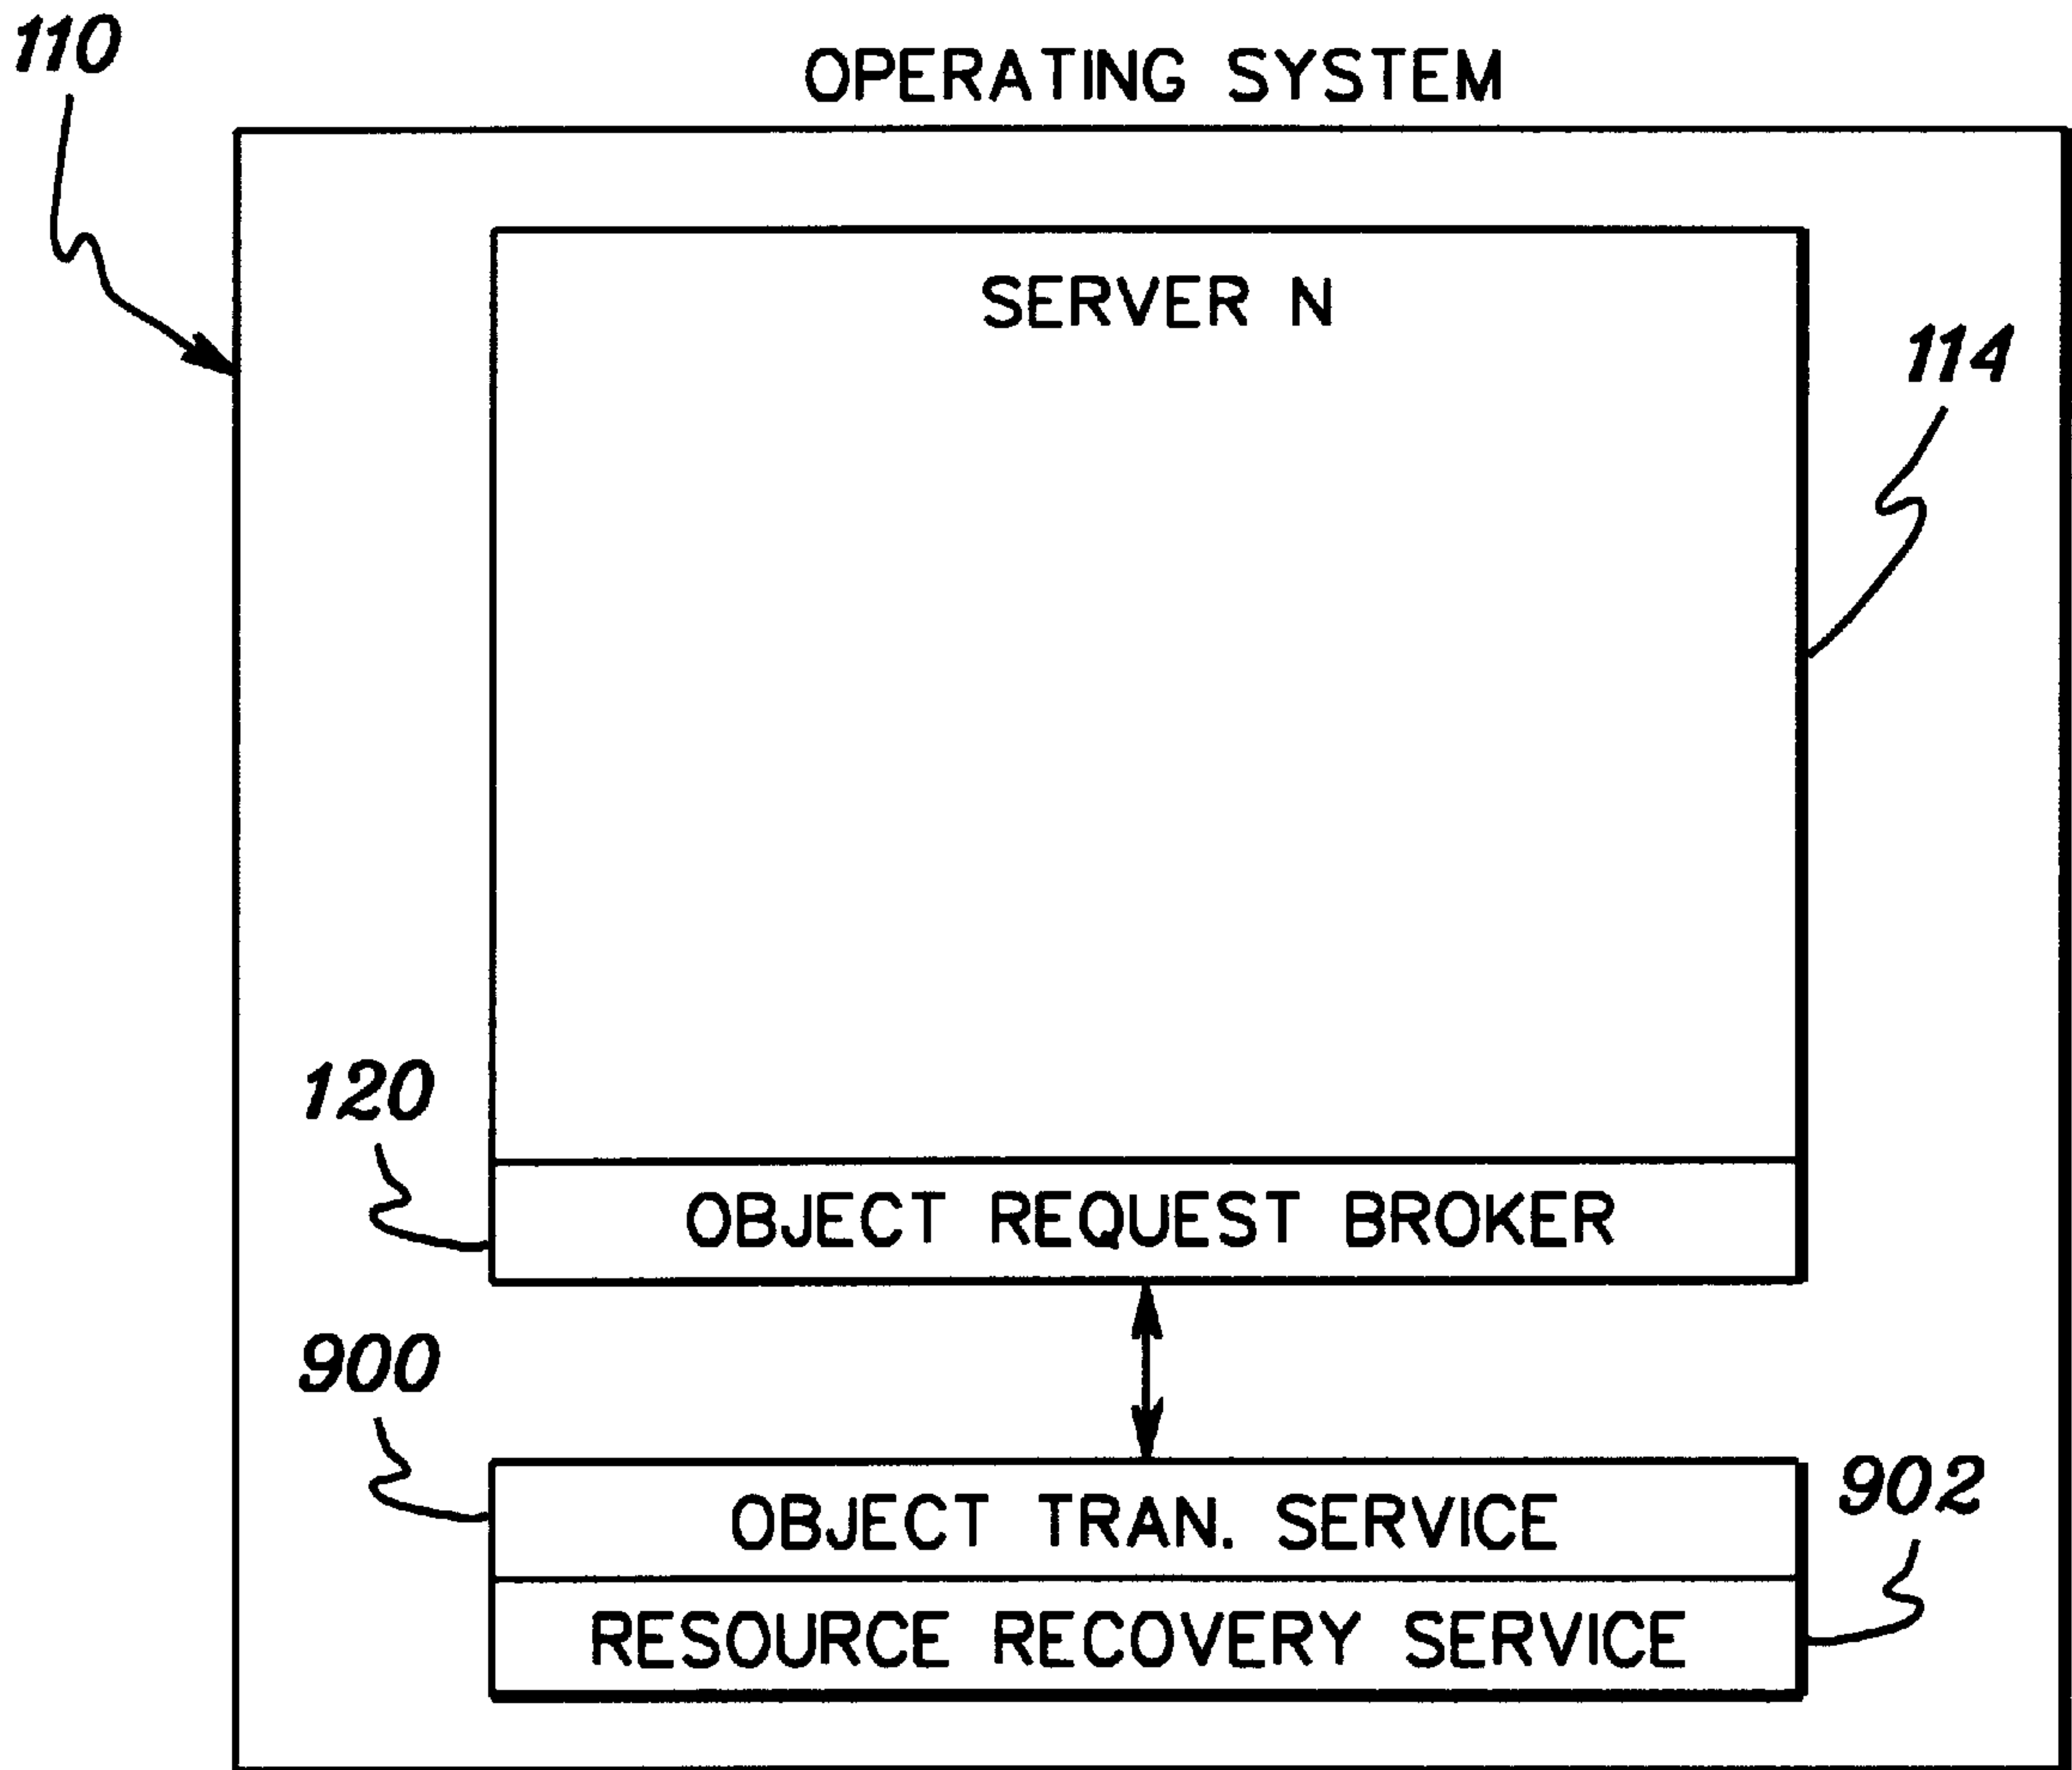 110
OPERATING SYSTEM
SERVER N
114
120
OBJECT REQUEST BROKER
900
OBJECT TRAN. SERVICE
902
RESOURCE RECOVERY SERVICE